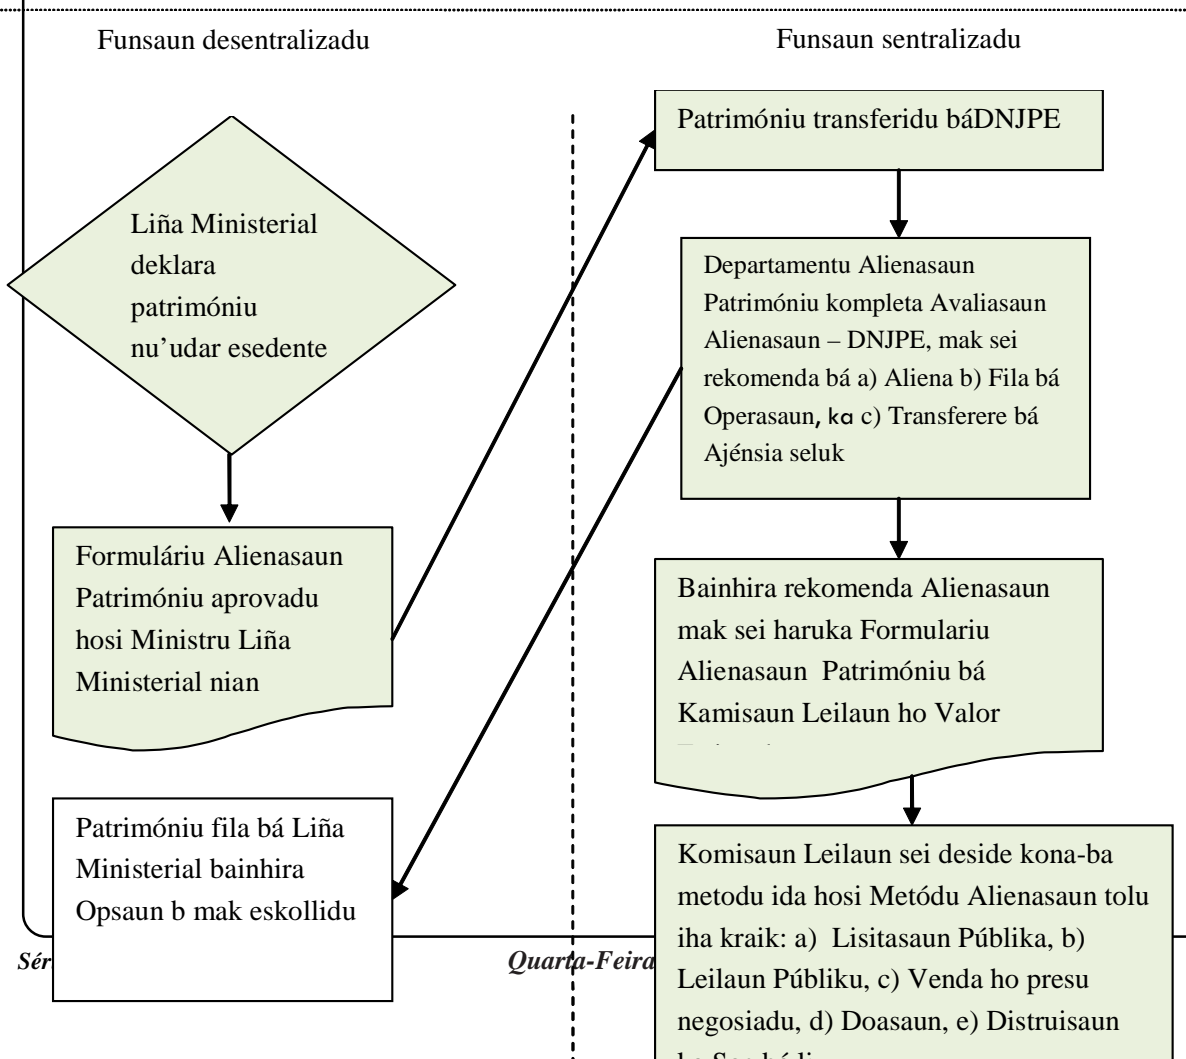 Funsaun desentralizadu
Funsaun sentralizadu
Liña Ministerial
deklara
patrimóniu
nu’udar esedente
Formuláriu Alienasaun
Patrimóniu aprovadu
hosi Ministru Liña
Ministerial nian
Patrimóniu fila bá Liña
Ministerial bainhira
Opsaun b mak eskollidu
Patrimóniu transferidu báDNJPE
Departamentu Alienasaun
Patrimóniu kompleta Avaliasaun
Alienasaun – DNJPE, mak sei
rekomenda bá a) Aliena b) Fila bá
Operasaun, ka c) Transferere bá
Ajénsia seluk
Bainhira rekomenda Alienasaun
mak sei haruka Formulariu
Alienasaun  Patrimóniu bá
Kamisaun Leilaun ho Valor
Komisaun Leilaun sei deside kona-ba
metodu ida hosi Metódu Alienasaun tolu
iha kraik: a)  Lisitasaun Públika, b)
Leilaun Públiku, c) Venda ho presu
negosiadu, d) Doasaun, e) Distruisaun
Quarta-Feira